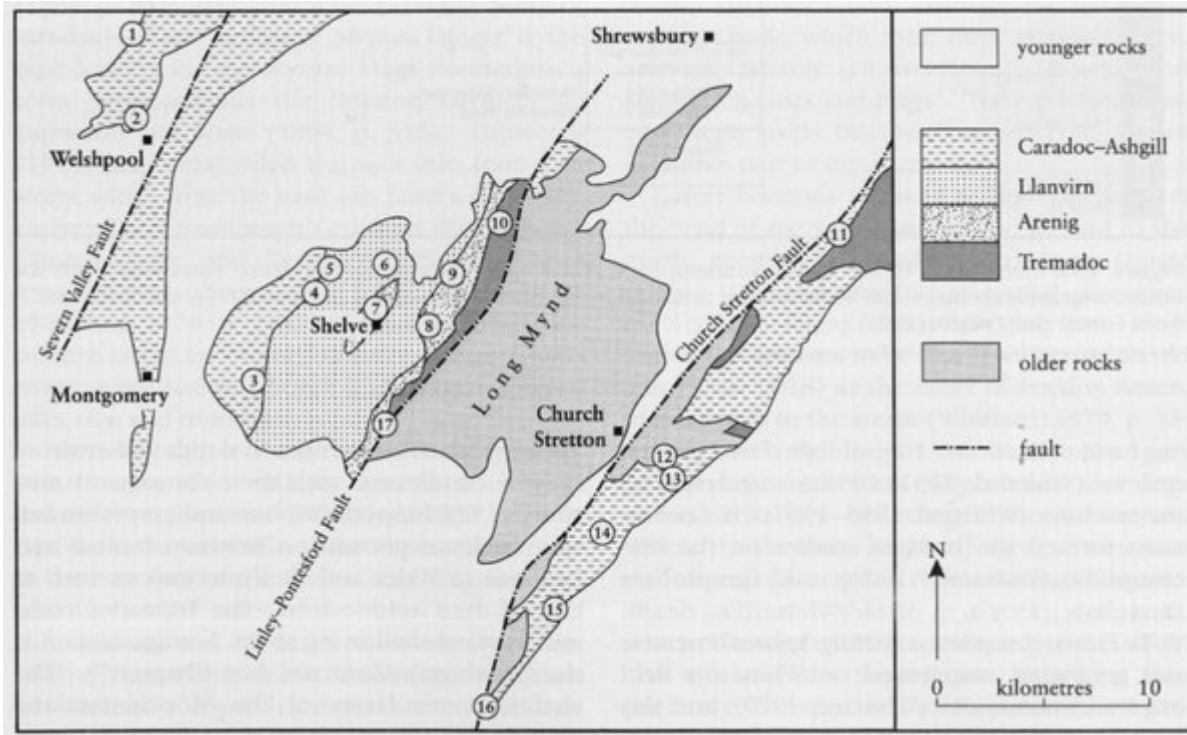 Shrewsbury
Welshpool
Severn Valley Fault
Montgomery
Shelve
Long Mynd
Church Stretton Fault
Church
Stretton
Linley–Pontesford Fault
1
2
3
4
5
6
7
8
9
10
11
12
13
14
15
16
17
younger rocks
Caradoc–Ashgill
Llanvirn
Arenig
Tremadoc
older rocks
fault
N
0 10
kilometres